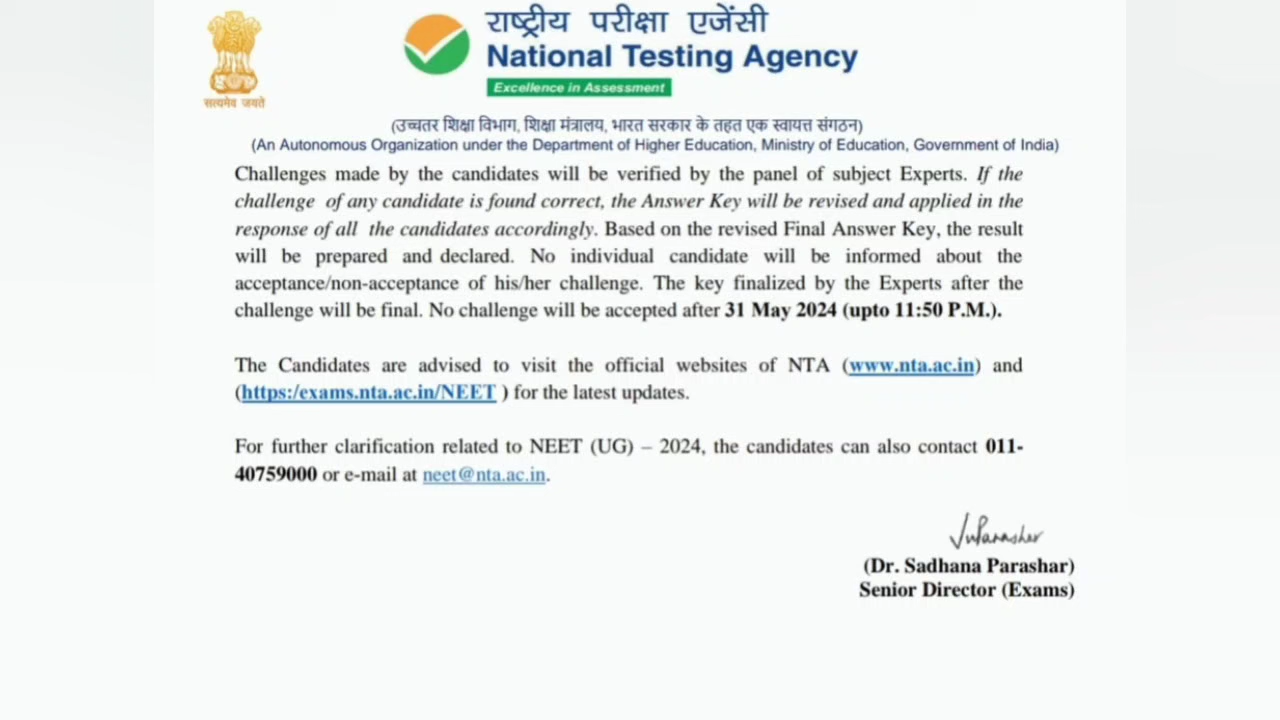 राष्ट्रीय परीक्षा एजेंसी
National Testing Agency
Excellence in Assessment
सत्यमेव जयते
(उच्चतर शिक्षा विभाग, शिक्षा मंत्रालय, भारत सरकार के तहत एक स्वायत्त संगठन)
(An Autonomous Organization under the Department of Higher Education, Ministry of Education, Government of India)
Challenges made by the candidates will be verified by the panel of subject Experts. If the
challenge of any candidate is found correct, the Answer Key will be revised and applied in the
response of all the candidates accordingly. Based on the revised Final Answer Key, the result
will be prepared and declared. No individual candidate will be informed about the
acceptance/non-acceptance of his/her challenge. The key finalized by the Experts after the
challenge will be final. No challenge will be accepted after 31 May 2024 (upto 11:50 P.M.).
The Candidates are advised to visit the official websites of NTA (www.nta.ac.in) and
(https:/exams.nta.ac.in/NEET ) for the latest updates.
For further clarification related to NEET (UG) – 2024, the candidates can also contact 011-
40759000 or e-mail at neet@nta.ac.in.
(Dr. Sadhana Parashar)
Senior Director (Exams)